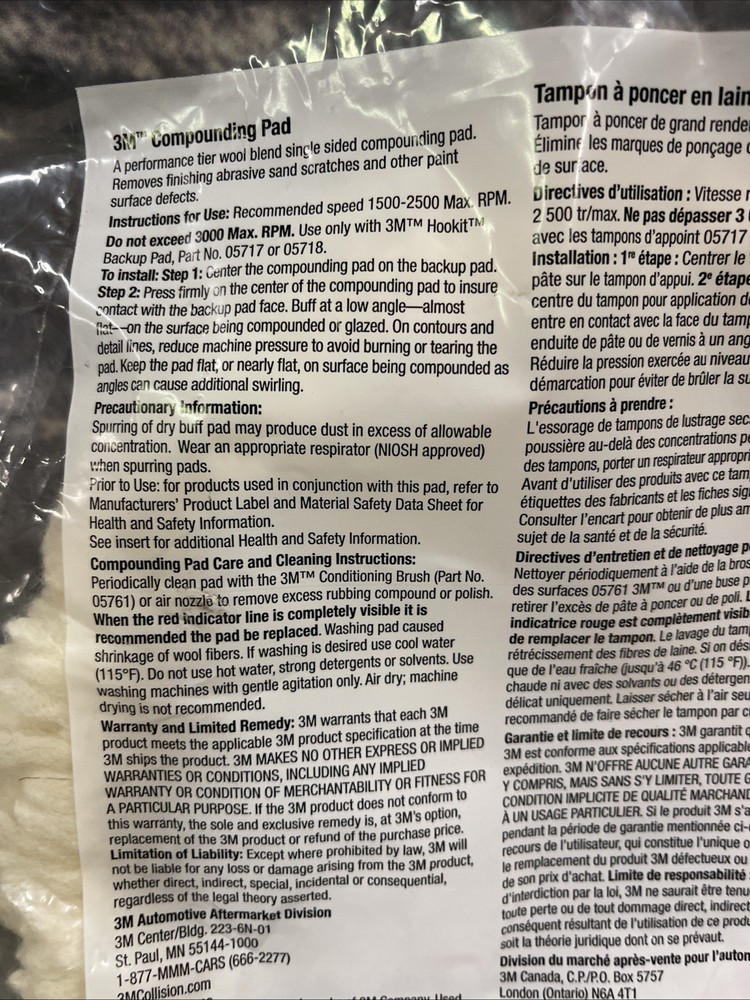 3M™ Compounding Pad
A performance tier wool blend single sided compounding pad.
Removes finishing abrasive sand scratches and other paint
surface defects.
Instructions for Use: Recommended speed 1500-2500 Max. RPM.
Do not exceed 3000 Max. RPM. Use only with 3M™ Hookit™
Backup Pad, Part No. 05717 or 05718.
To install: Step 1: Center the compounding pad on the backup pad.
Step 2: Press firmly on the center of the compounding pad to insure
contact with the backup pad face. Buff at a low angle—almost
flat—on the surface being compounded or glazed. On contours and
detail lines, reduce machine pressure to avoid burning or tearing the
pad. Keep the pad flat, or nearly flat, on surface being compounded as
angles can cause additional swirling.
Precautionary Information:
Spurring of dry buff pad may produce dust in excess of allowable
concentration. Wear an appropriate respirator (NIOSH approved)
when spurring pads.
Prior to Use: for products used in conjunction with this pad, refer to
Manufacturers' Product Label and Material Safety Data Sheet for
Health and Safety Information.
See insert for additional Health and Safety Information.
Compounding Pad Care and Cleaning Instructions:
Periodically clean pad with the 3M™ Conditioning Brush (Part No.
05761) or air nozzle to remove excess rubbing compound or polish.
When the red indicator line is completely visible it is
recommended the pad be replaced. Washing pad caused
shrinkage of wool fibers. If washing is desired use cool water
(115°F). Do not use hot water, strong detergents or solvents. Use
washing machines with gentle agitation only. Air dry; machine
drying is not recommended.
Warranty and Limited Remedy: 3M warrants that each 3M
product meets the applicable 3M product specification at the time
3M ships the product. 3M MAKES NO OTHER EXPRESS OR IMPLIED
WARRANTIES OR CONDITIONS, INCLUDING ANY IMPLIED
WARRANTY OR CONDITION OF MERCHANTABILITY OR FITNESS FOR
A PARTICULAR PURPOSE. If the 3M product does not conform to
this warranty, the sole and exclusive remedy is, at 3M's option,
replacement of the 3M product or refund of the purchase price.
Limitation of Liability: Except where prohibited by law, 3M will
not be liable for any loss or damage arising from the 3M product,
whether direct, indirect, special, incidental or consequential,
regardless of the legal theory asserted.
3M Automotive Aftermarket Division
3M Center/Bldg. 223-6N-01
St. Paul, MN 55144-1000
1-877-MMM-CARS (666-2277)
3MCollision.com
of 3M Company. Used
Tampon à poncer en lain
Tampon à poncer de grand rende
Élimine les marques de ponçage
de surface.
Directives d'utilisation : Vitesse
2 500 tr/max. Ne pas dépasser 3
avec les tampons d'appoint 05717
Installation : 1re étape : Centrer le
pâte sur le tampon d'appui. 2e étape
centre du tampon pour application d
entre en contact avec la face du tamp
enduite de pâte ou de vernis à un ang
Réduire la pression exercée au niveau
démarcation pour éviter de brûler la su
Précautions à prendre :
L'essorage de tampons de lustrage sec
poussière au-delà des concentrations pe
des tampons, porter un respirateur appropri
Avant d'utiliser des produits avec ce tam
étiquettes des fabricants et les fiches sig
Consulter l'encart pour obtenir de plus am
sujet de la santé et de la sécurité.
Directives d'entretien et de nettoyage p
Nettoyer périodiquement à l'aide de la bros
des surfaces 05761 3M™ ou d'une buse p
retirer l'excès de pâte à poncer ou de poli. L
indicatrice rouge est complètement visib
de remplacer le tampon. Le lavage du tam
rétrécissement des fibres de laine. Si on dés
que de l'eau fraîche (jusqu'à 46 °C (115 °F)).
chaude ni avec des solvants ou des détergen
délicat uniquement. Laisser sécher à l'air seu
recommandé de faire sécher le tampon par c
Garantie et limite de recours : 3M garantit q
3M est conforme aux spécifications applicable
expédition. 3M N'OFFRE AUCUNE AUTRE GARA
Y COMPRIS, MAIS SANS S'Y LIMITER, TOUTE G
CONDITION IMPLICITE DE QUALITÉ MARCHAND
À UN USAGE PARTICULIER. Si le produit 3M s'a
pendant la période de garantie mentionnée ci-
recours de l'utilisateur, qui constitue l'unique o
le remplacement du produit 3M défectueux ou
de son prix d'achat. Limite de responsabilité :
d'interdiction par la loi, 3M ne saurait être tenu
toute perte ou de tout dommage direct, indirect
conséquent résultant de l'utilisation de ce produ
soit la théorie juridique dont on se prévaut.
Division du marché après-vente pour l'autom
3M Canada, C.P./P.O. Box 5757
London (Ontario) N6A 4T1